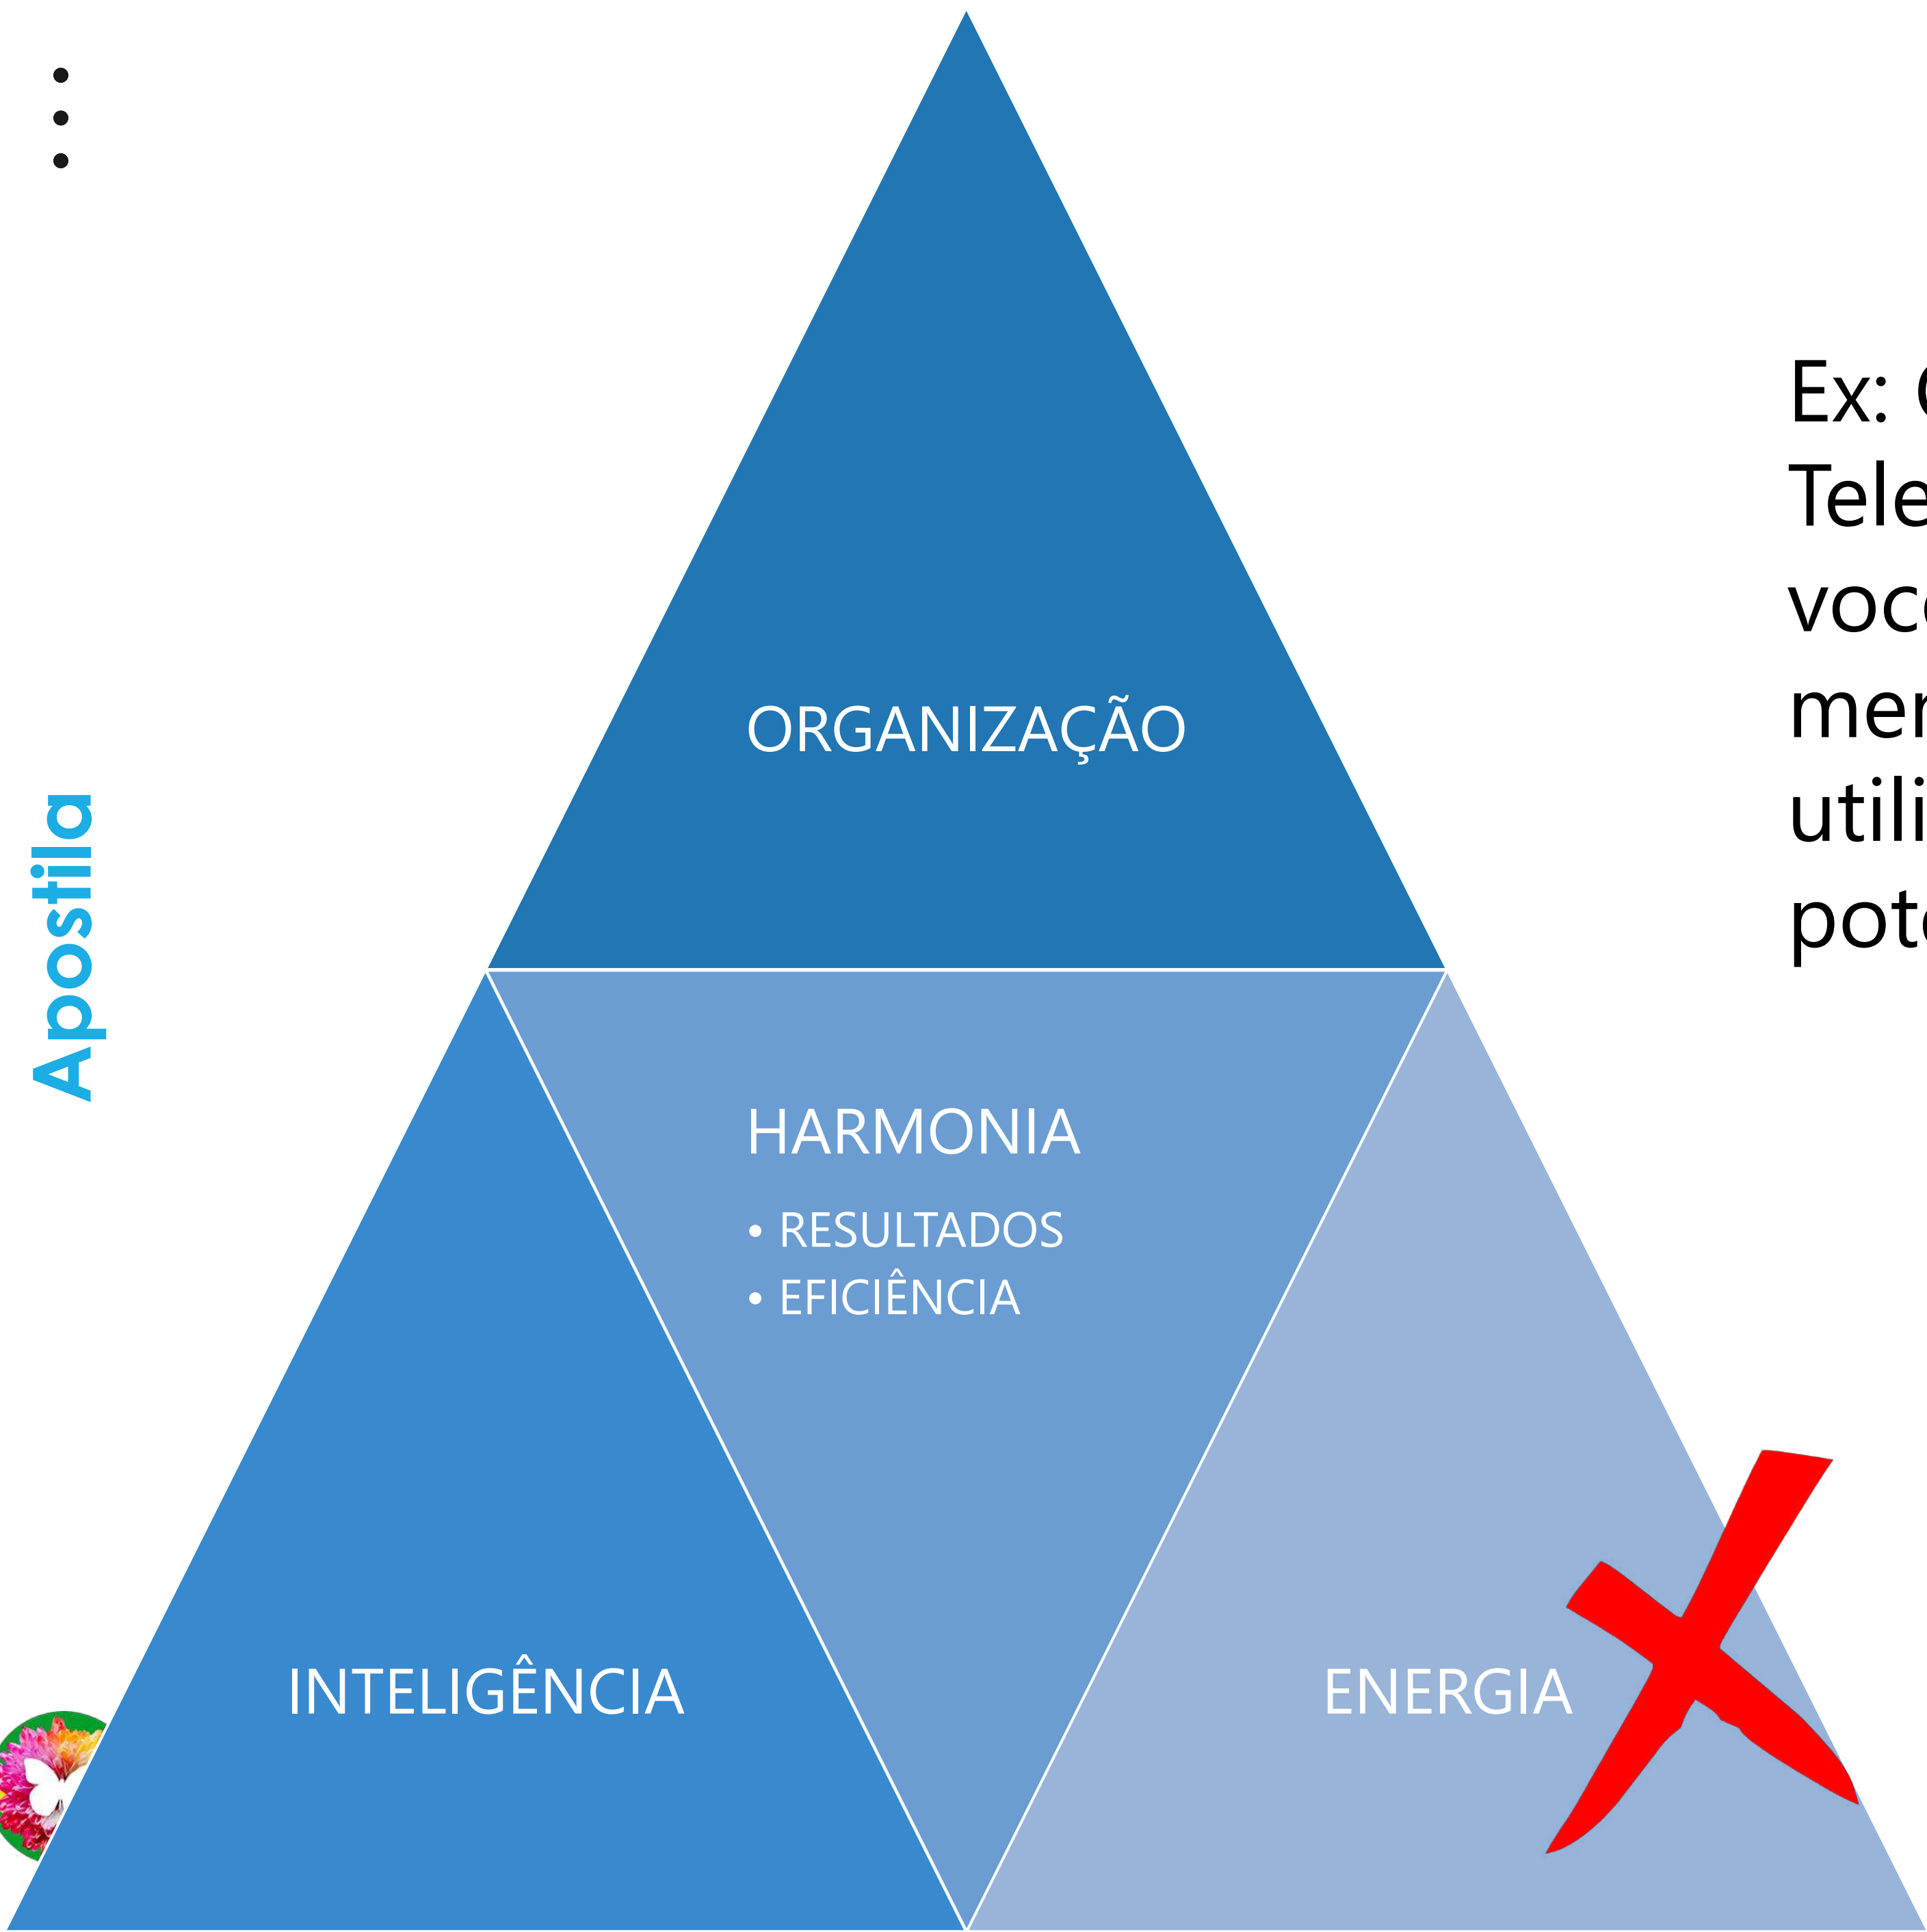 Apostila
ORGANIZAÇÃO
HARMONIA
• RESULTADOS
• EFICIÊNCIA
INTELIGÊNCIA
ENERGIA
Ex: